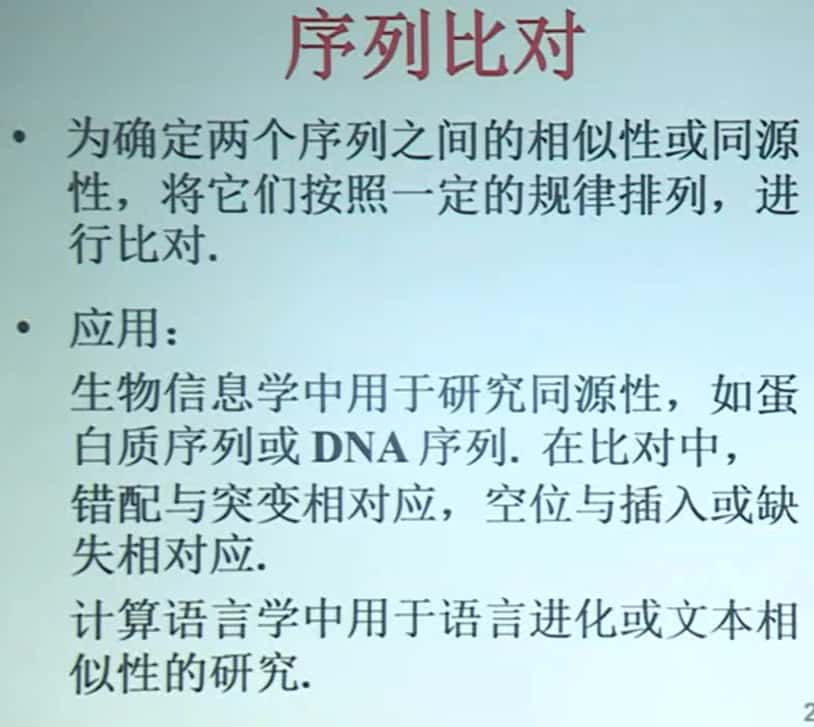 序列比对
• 为确定两个序列之间的相似性或同源
性，将它们按照一定的规律排列，进
行比对.
• 应用：
生物信息学中用于研究同源性，如蛋
白质序列或 DNA 序列. 在比对中，
错配与突变相对应，空位与插入或缺
失相对应.
计算语言学中用于语言进化或文本相
似性的研究.
2